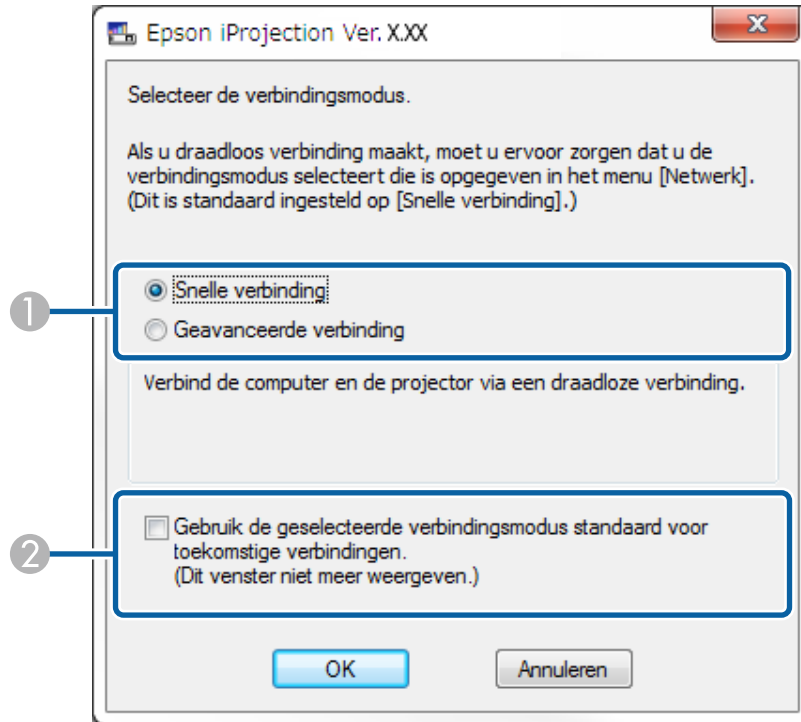 Epson iProjection Ver. X.XX
Selecteer de verbindingsmodus.
Als u draadloos verbinding maakt, moet u ervoor zorgen dat u de
verbindingsmodus selecteert die is opgegeven in het menu [Netwerk].
(Dit is standaard ingesteld op [Snelle verbinding].)
1
Snelle verbinding
Geavanceerde verbinding
Verbind de computer en de projector via een draadloze verbinding.
2
Gebruik de geselecteerde verbindingsmodus standaard voor
toekomstige verbindingen.
(Dit venster niet meer weergeven.)
OK Annuleren